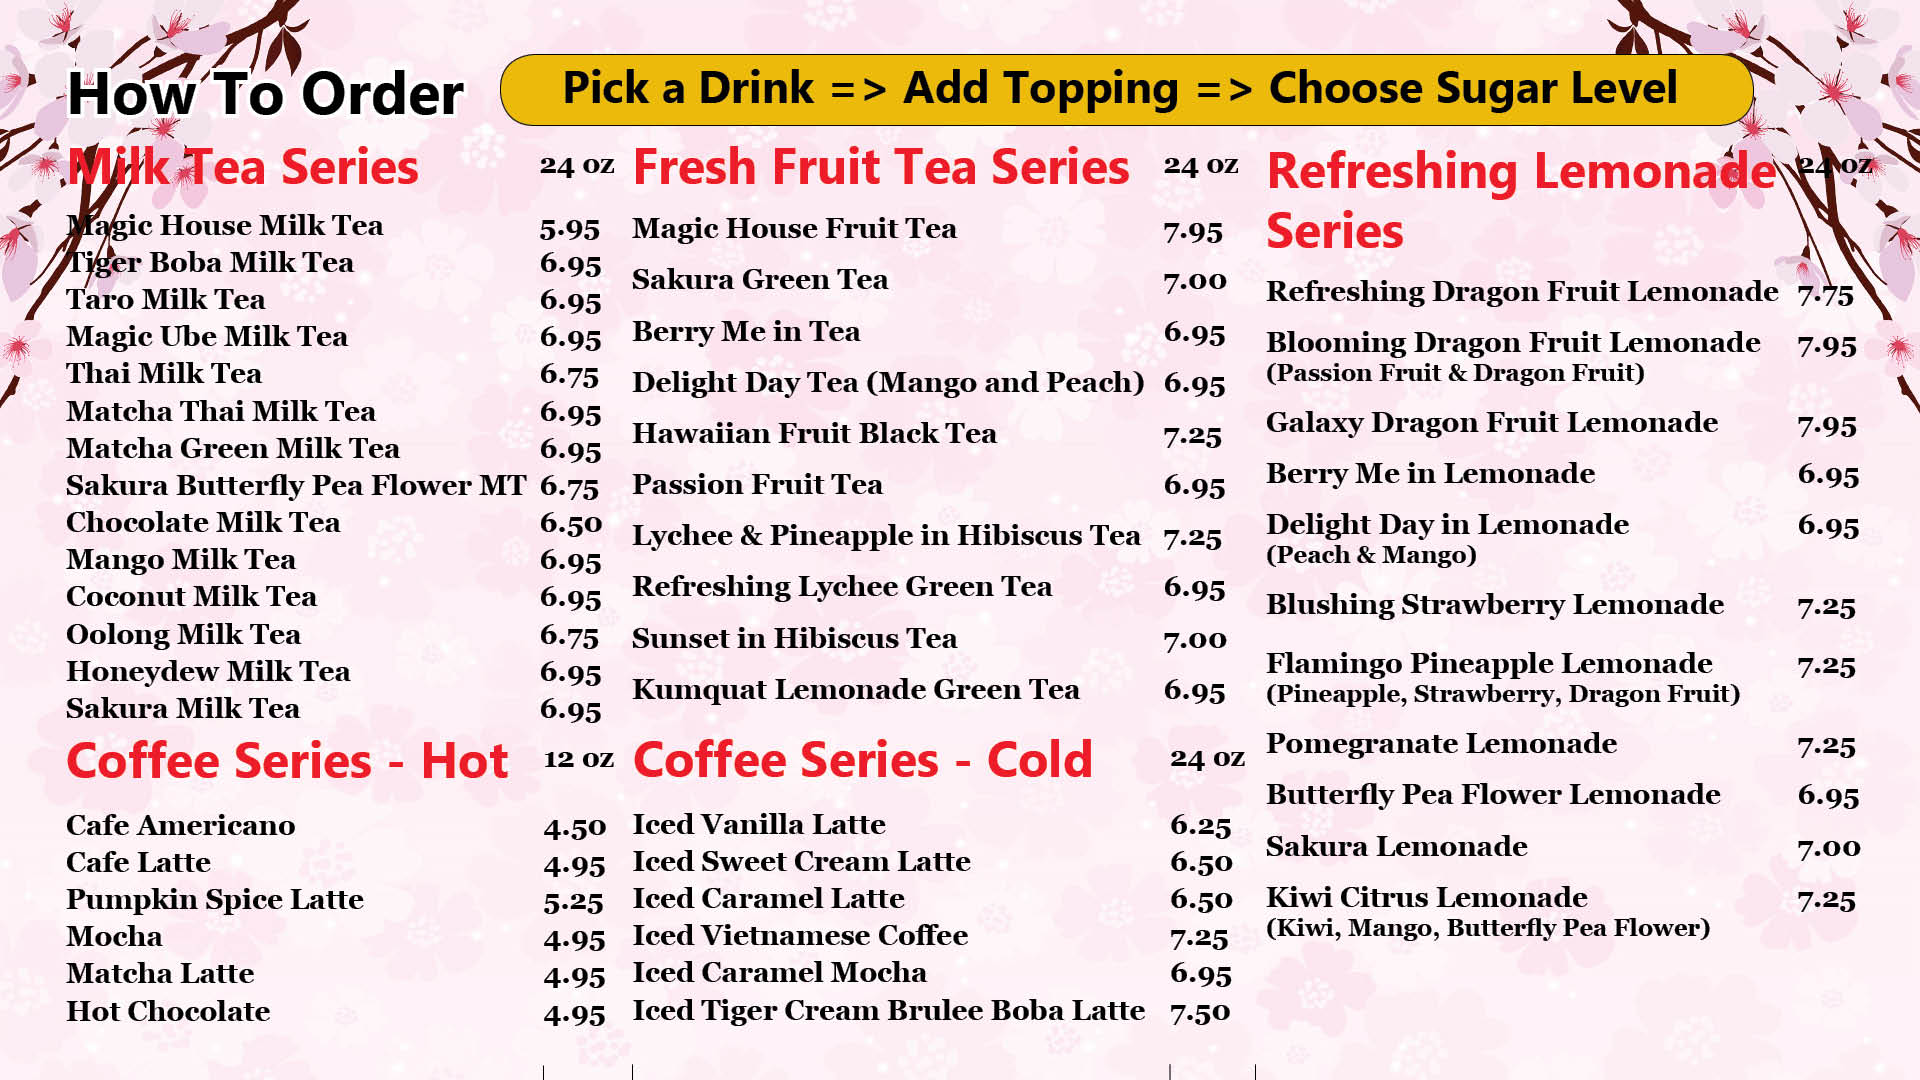 How To Order
Pick a Drink => Add Topping => Choose Sugar Level
Milk Tea Series 24 oz
Magic House Milk Tea 5.95
Tiger Boba Milk Tea 6.95
Taro Milk Tea 6.95
Magic Ube Milk Tea 6.95
Thai Milk Tea 6.75
Matcha Thai Milk Tea 6.95
Matcha Green Milk Tea 6.95
Sakura Butterfly Pea Flower MT 6.75
Chocolate Milk Tea 6.50
Mango Milk Tea 6.95
Coconut Milk Tea 6.95
Oolong Milk Tea 6.75
Honeydew Milk Tea 6.95
Sakura Milk Tea 6.95
Coffee Series - Hot 12 oz
Cafe Americano 4.50
Cafe Latte 4.95
Pumpkin Spice Latte 5.25
Mocha 4.95
Matcha Latte 4.95
Hot Chocolate 4.95
Fresh Fruit Tea Series 24 oz
Magic House Fruit Tea 7.95
Sakura Green Tea 7.00
Berry Me in Tea 6.95
Delight Day Tea (Mango and Peach) 6.95
Hawaiian Fruit Black Tea 7.25
Passion Fruit Tea 6.95
Lychee & Pineapple in Hibiscus Tea 7.25
Refreshing Lychee Green Tea 6.95
Sunset in Hibiscus Tea 7.00
Kumquat Lemonade Green Tea 6.95
Coffee Series - Cold 24 oz
Iced Vanilla Latte 6.25
Iced Sweet Cream Latte 6.50
Iced Caramel Latte 6.50
Iced Vietnamese Coffee 7.25
Iced Caramel Mocha 6.95
Iced Tiger Cream Brulee Boba Latte 7.50
Refreshing Lemonade 24 oz
Series
Refreshing Dragon Fruit Lemonade 7.75
Blooming Dragon Fruit Lemonade 7.95
(Passion Fruit & Dragon Fruit)
Galaxy Dragon Fruit Lemonade 7.95
Berry Me in Lemonade 6.95
Delight Day in Lemonade 6.95
(Peach & Mango)
Blushing Strawberry Lemonade 7.25
Flamingo Pineapple Lemonade 7.25
(Pineapple, Strawberry, Dragon Fruit)
Pomegranate Lemonade 7.25
Butterfly Pea Flower Lemonade 6.95
Sakura Lemonade 7.00
Kiwi Citrus Lemonade 7.25
(Kiwi, Mango, Butterfly Pea Flower)